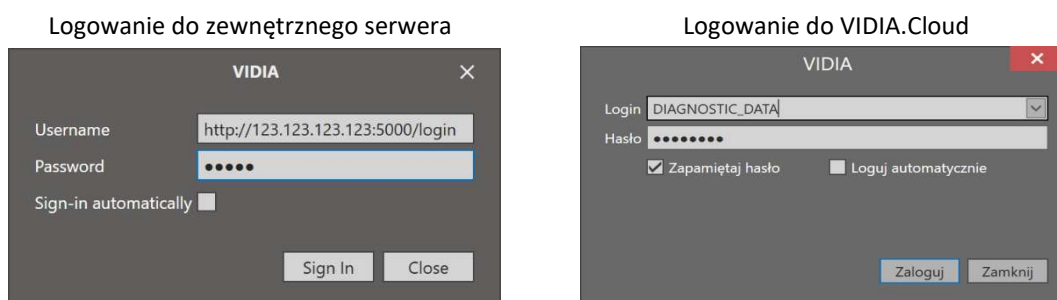 Logowanie do zewnętrznego serwera
VIDIA
Username http://123.123.123.123:5000/login
Password •••••
Sign-in automatically
Sign In Close
Logowanie do VIDIA.Cloud
VIDIA
Login DIAGNOSTIC_DATA
Hasło ••••••••
Zapamiętaj hasło Loguj automatycznie
Zaloguj Zamknij